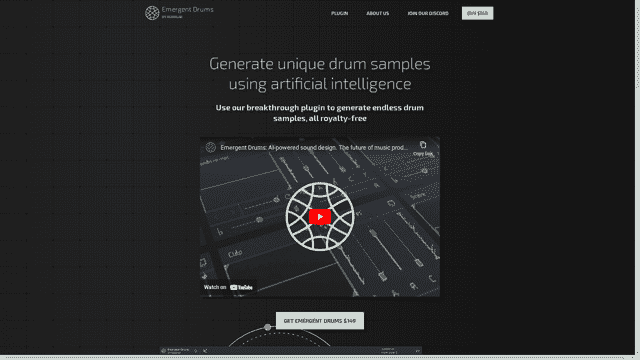 Emergent Drums
PLUGIN
ABOUT US
JOIN OUR DISCORD
Generate unique drum samples
using artificial intelligence
Use our breakthrough plugin to generate endless drum
samples, all royalty-free
Emergent Drums: AI-powered sound design. The future of music prod...
Copy link
Clap
Watch on YouTube
GET EMERGENT DRUMS $149